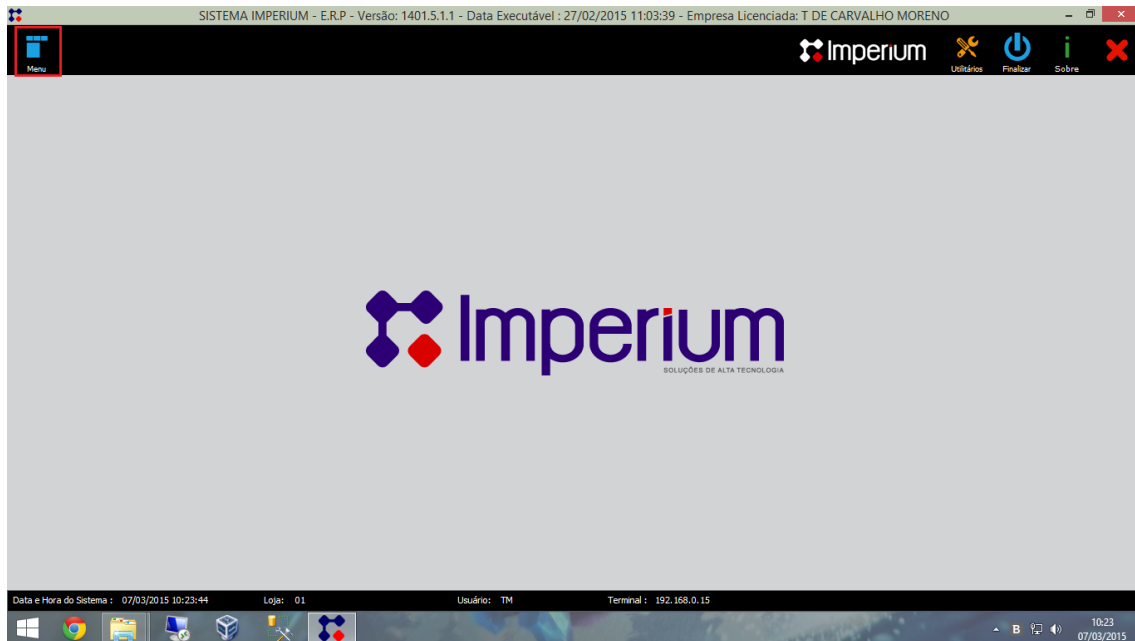 SISTEMA IMPERIUM - E.R.P - Versão: 1401.5.1.1 - Data Executável : 27/02/2015 11:03:39 - Empresa Licenciada: T DE CARVALHO MORENO
Menu
Imperium
Utilitários
Finalizar
Sobre
Imperium
SOLUÇÕES DE ALTA TECNOLOGIA
Data e Hora do Sistema : 07/03/2015 10:23:44 Loja: 01 Usuário: TM Terminal : 192.168.0.15
B
10:23
07/03/2015